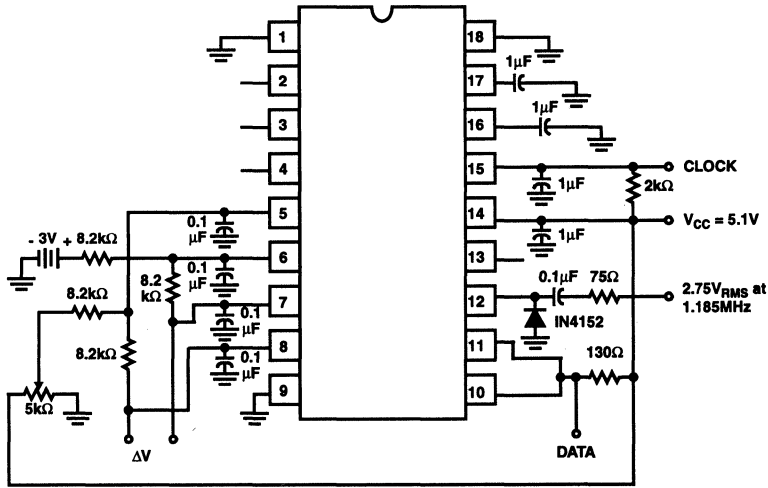 1
18
1µF
2
17
1µF
3
16
4
15
CLOCK
1µF
2kΩ
5
0.1
µF
14
VCC = 5.1V
1µF
- 3V + 8.2kΩ
6
0.1
µF
13
8.2
kΩ
0.1µF
75Ω
7
12
2.75VRMS at
1.185MHz
8.2kΩ
0.1
µF
IN4152
8.2kΩ
8
0.1
µF
11
130Ω
9
10
5kΩ
ΔV
DATA